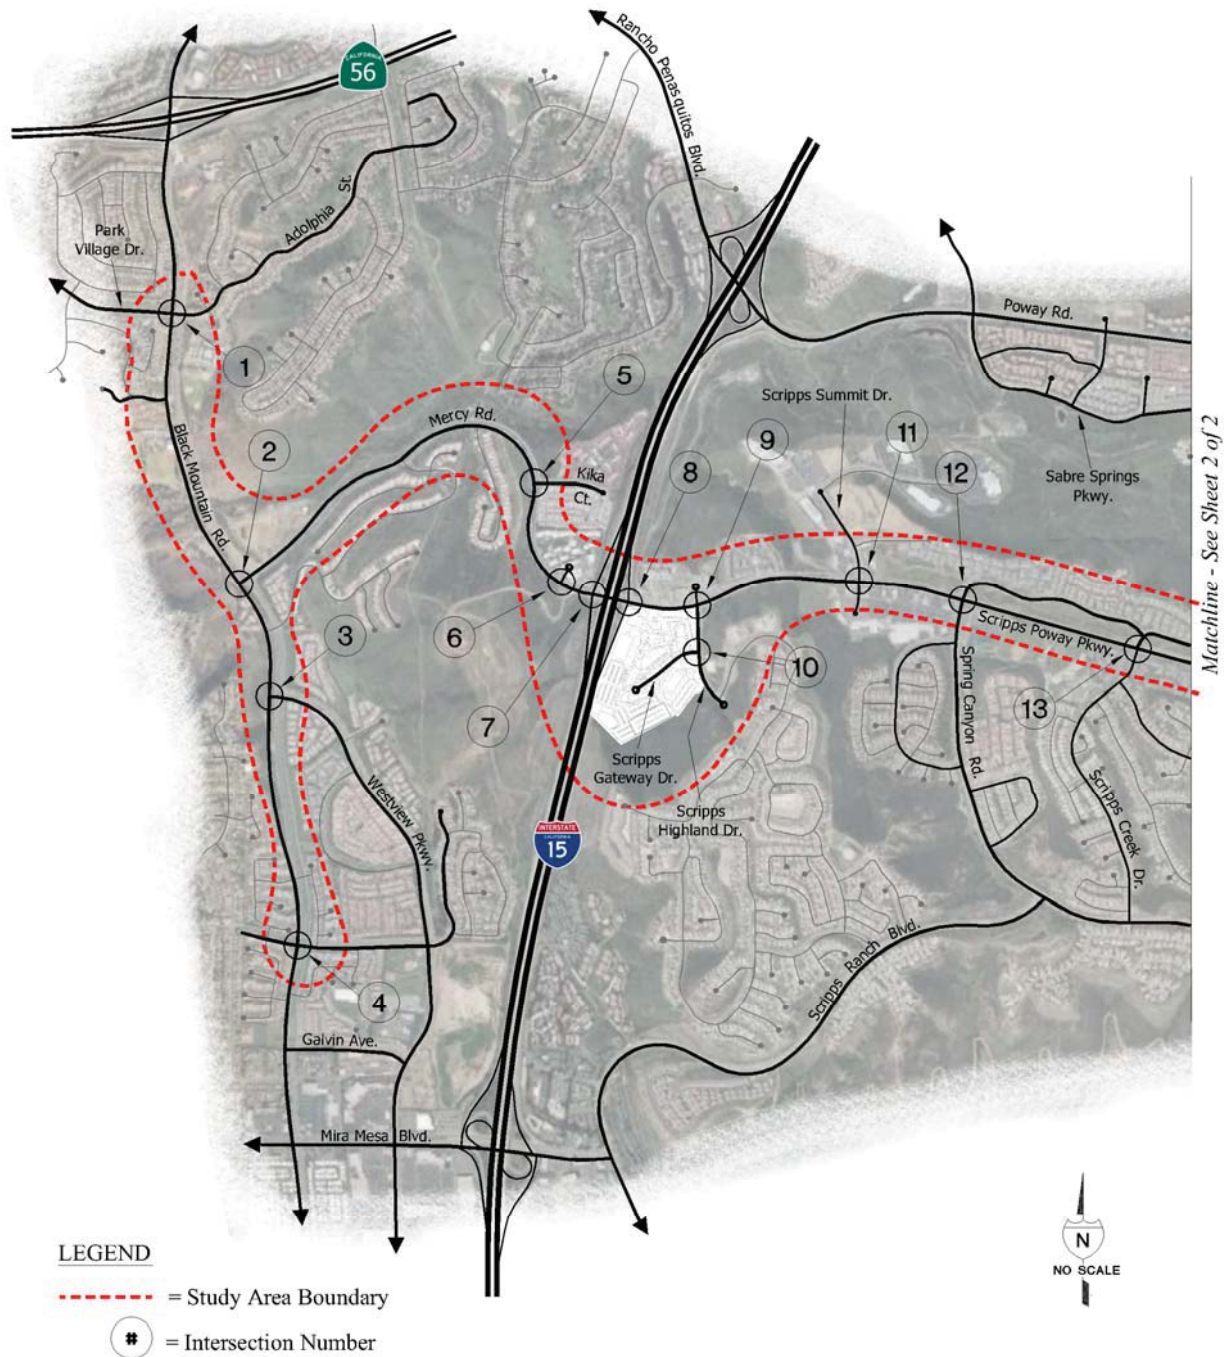 Rancho Penasquitos Blvd.
CALIFORNIA
56
Adolphia St.
Park
Village Dr.
Poway Rd.
1
5
Scripps Summit Dr.
Mercy Rd.
2
9
11
Black Mountain Rd.
Kika
Ct.
8
12
Sabre Springs
Pkwy.
Matchline - See Sheet 2 of 2
3
6
Scripps Poway Pkwy.
10
7
Spring Canyon Rd.
13
Scripps
Gateway Dr.
Westview Pkwy.
Scripps
Highland Dr.
Scripps Creek Dr.
INTERSTATE
CALIFORNIA
15
Scripps Ranch Blvd.
4
Galvin Ave.
Mira Mesa Blvd.
N
NO SCALE
LEGEND
= Study Area Boundary
# = Intersection Number